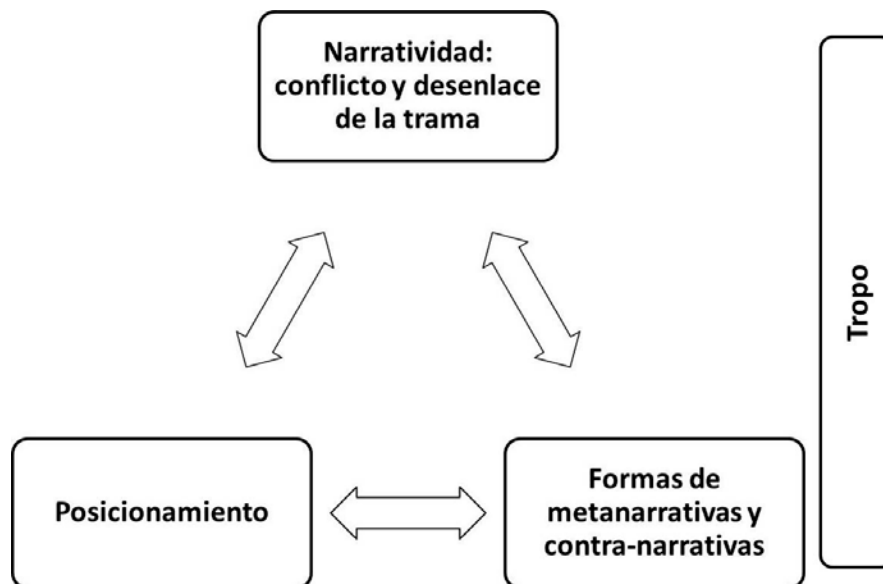 Narratividad:
conflicto y desenlace
de la trama
Tropo
Posicionamiento
Formas de
metanarrativas y
contra-narrativas